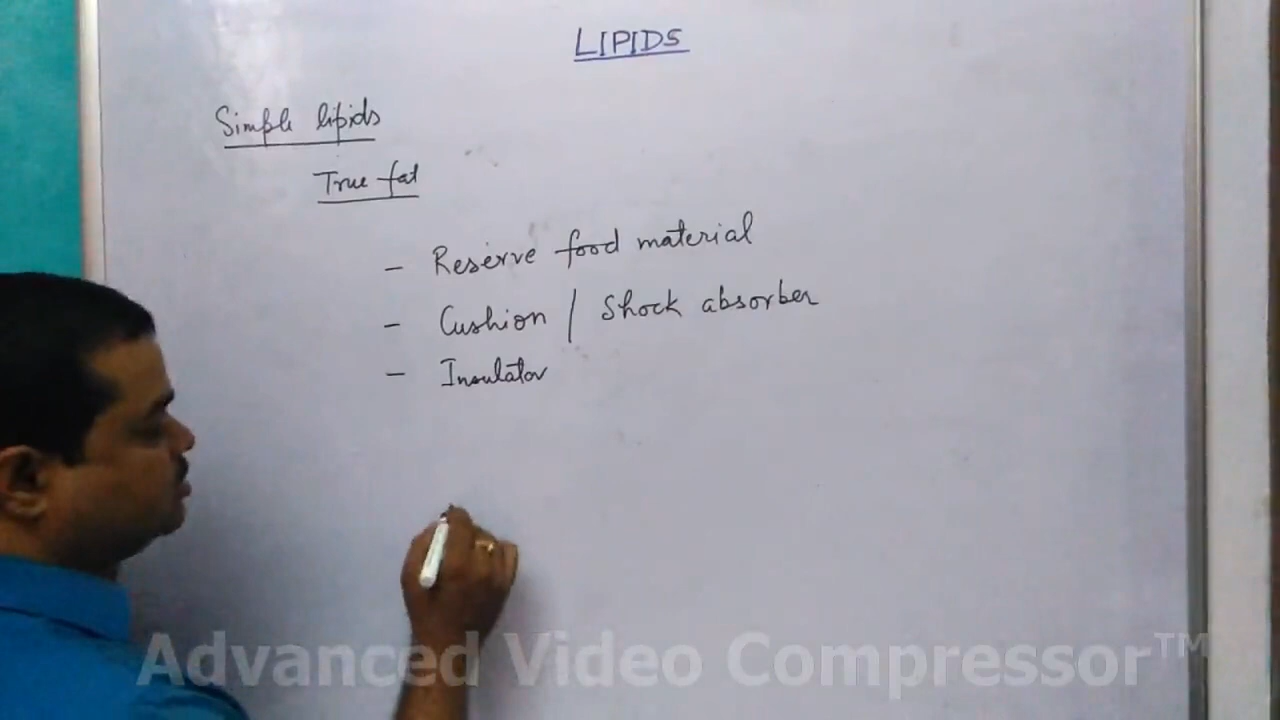 LIPIDS
Simple lipids
True fat
- Reserve food material
- Cushion / Shock absorber
- Insulator
Advanced Video Compressor™